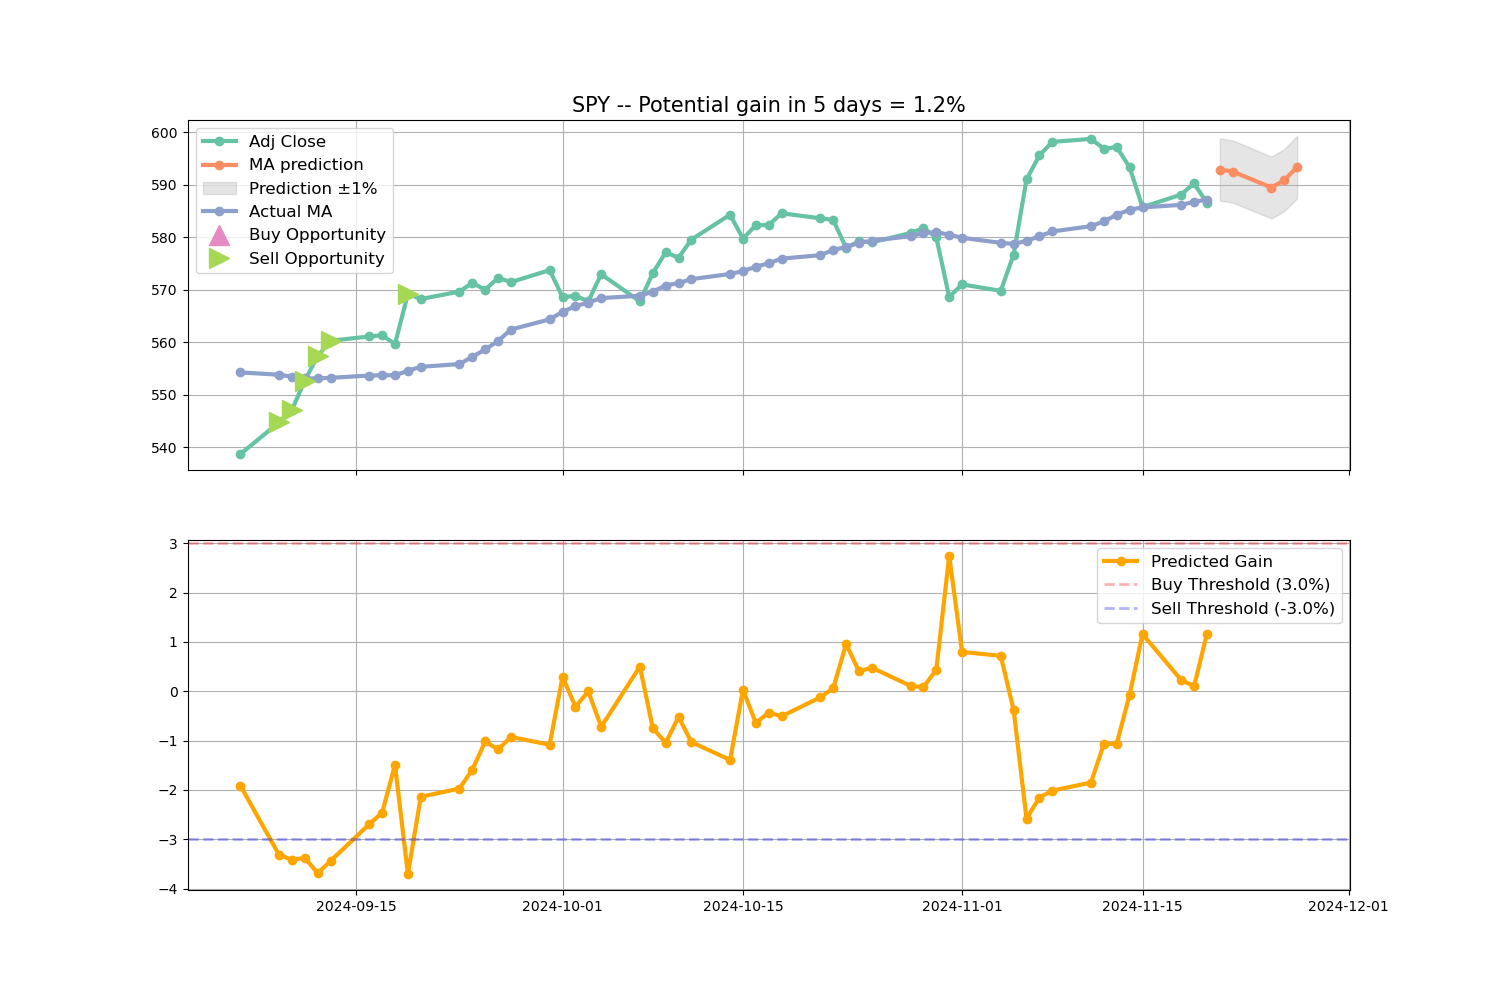 SPY -- Potential gain in 5 days = 1.2%
600
590
580
570
560
550
540
Adj Close
MA prediction
Prediction ±1%
Actual MA
Buy Opportunity
Sell Opportunity
3
2
1
0
−1
−2
−3
−4
Predicted Gain
Buy Threshold (3.0%)
Sell Threshold (-3.0%)
2024-09-15
2024-10-01
2024-10-15
2024-11-01
2024-11-15
2024-12-01